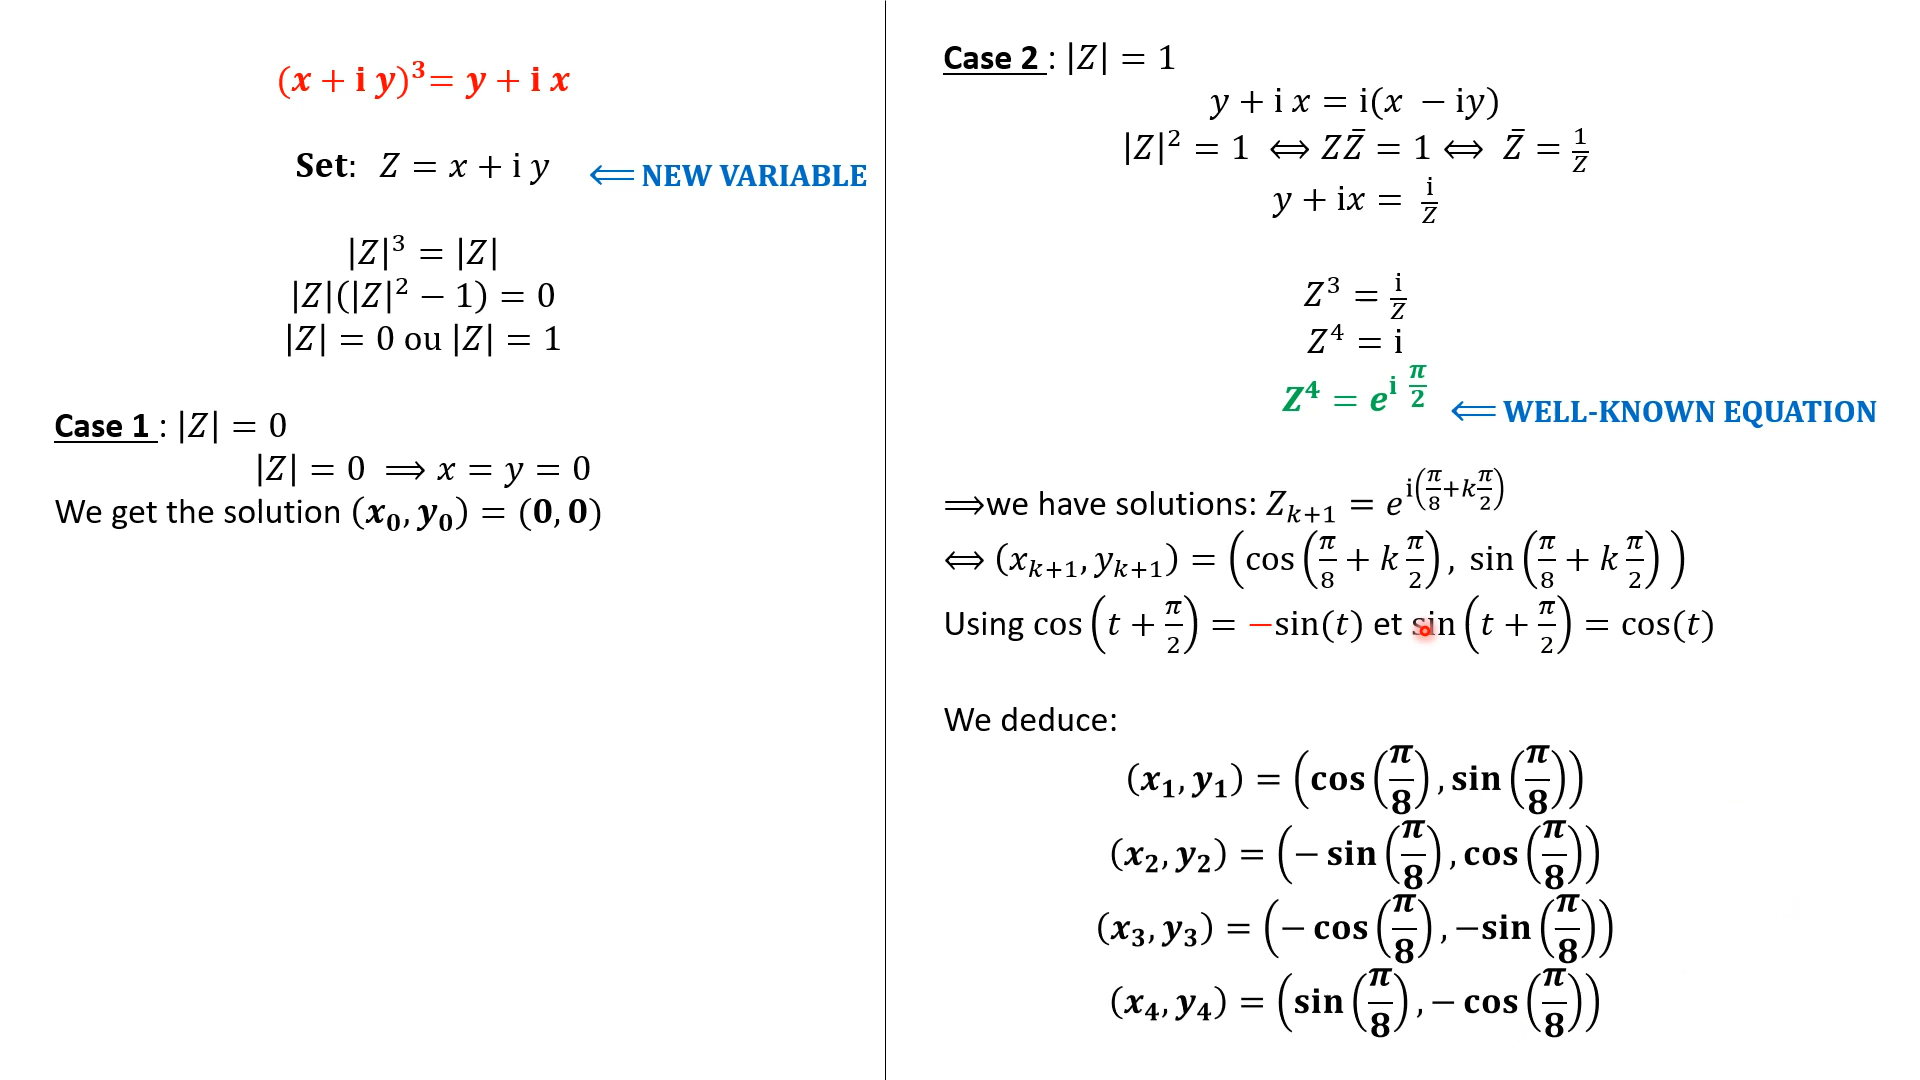 (x + i y)³= y + i x
Set: Z = x + i y ⟸ NEW VARIABLE
|Z|³ = |Z|
|Z|(|Z|² − 1) = 0
|Z| = 0 ou |Z| = 1
Case 1 : |Z| = 0
|Z| = 0 ⟹ x = y = 0
We get the solution (x₀, y₀) = (0, 0)
Case 2 : |Z| = 1
y + i x = i(x − iy)
|Z|² = 1 ⟺ ZZ̄ = 1 ⟺ Z̄ = 1/Z
y + ix = i/Z
Z³ = i/Z
Z⁴ = i
Z⁴ = e^(i π/2) ⟸ WELL-KNOWN EQUATION
⟹we have solutions: Z_{k+1} = e^{i(π/8+kπ/2)}
⟺ (x_{k+1}, y_{k+1}) = (cos(π/8 + k π/2), sin(π/8 + k π/2))
Using cos(t + π/2) = −sin(t) et sin(t + π/2) = cos(t)
We deduce:
(x₁, y₁) = (cos(π/8), sin(π/8))
(x₂, y₂) = (− sin(π/8), cos(π/8))
(x₃, y₃) = (− cos(π/8), −sin(π/8))
(x₄, y₄) = (sin(π/8), − cos(π/8))